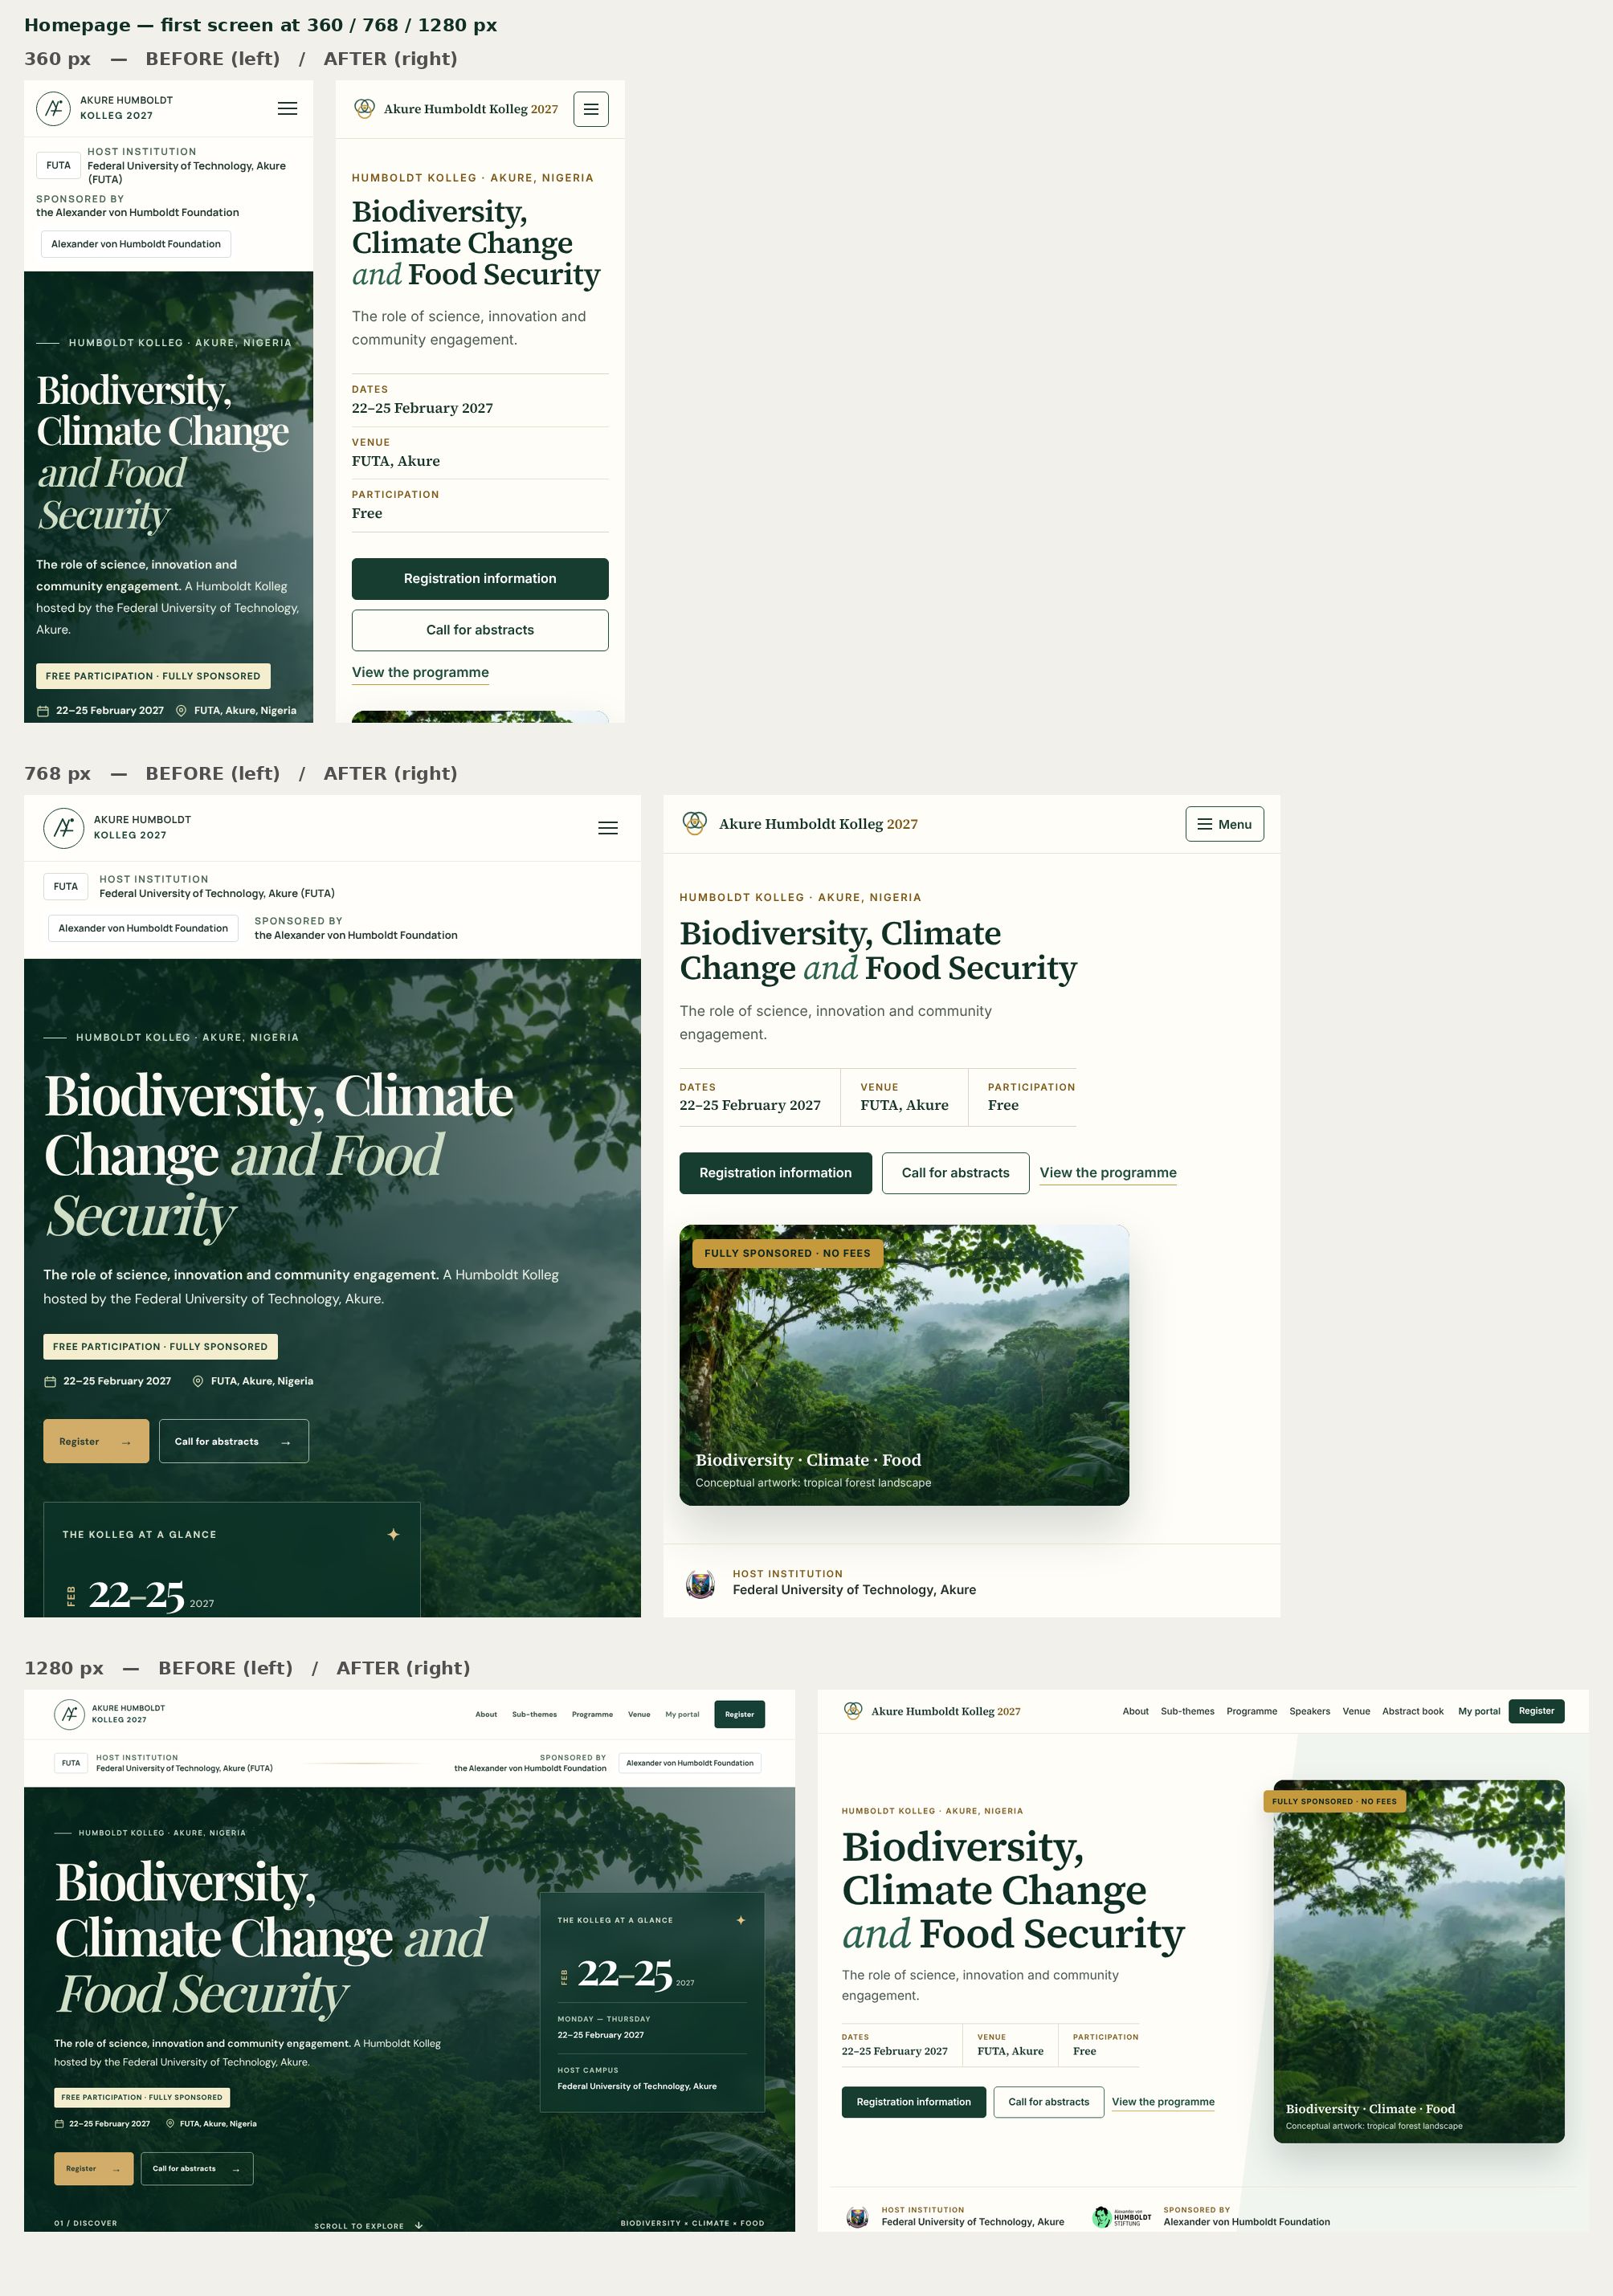 Homepage — first screen at 360 / 768 / 1280 px
360 px — BEFORE (left) / AFTER (right)
AKURE HUMBOLDT
KOLLEG 2027
FUTA
HOST INSTITUTION
Federal University of Technology, Akure
(FUTA)
SPONSORED BY
the Alexander von Humboldt Foundation
Alexander von Humboldt Foundation
HUMBOLDT KOLLEG · AKURE, NIGERIA
Biodiversity,
Climate Change
and Food
Security
The role of science, innovation and
community engagement. A Humboldt Kolleg
hosted by the Federal University of Technology,
Akure.
FREE PARTICIPATION · FULLY SPONSORED
22–25 February 2027 FUTA, Akure, Nigeria
Akure Humboldt Kolleg 2027
HUMBOLDT KOLLEG · AKURE, NIGERIA
Biodiversity,
Climate Change
and Food Security
The role of science, innovation and
community engagement.
DATES
22–25 February 2027
VENUE
FUTA, Akure
PARTICIPATION
Free
Registration information
Call for abstracts
View the programme
768 px — BEFORE (left) / AFTER (right)
AKURE HUMBOLDT
KOLLEG 2027
FUTA
HOST INSTITUTION
Federal University of Technology, Akure (FUTA)
Alexander von Humboldt Foundation
SPONSORED BY
the Alexander von Humboldt Foundation
HUMBOLDT KOLLEG · AKURE, NIGERIA
Biodiversity, Climate
Change and Food
Security
The role of science, innovation and community engagement. A Humboldt Kolleg
hosted by the Federal University of Technology, Akure.
FREE PARTICIPATION · FULLY SPONSORED
22–25 February 2027 FUTA, Akure, Nigeria
Register → Call for abstracts →
THE KOLLEG AT A GLANCE
FEB 22–25 2027
Akure Humboldt Kolleg 2027 Menu
HUMBOLDT KOLLEG · AKURE, NIGERIA
Biodiversity, Climate
Change and Food Security
The role of science, innovation and community
engagement.
DATES VENUE PARTICIPATION
22–25 February 2027 FUTA, Akure Free
Registration information Call for abstracts View the programme
FULLY SPONSORED · NO FEES
Biodiversity · Climate · Food
Conceptual artwork: tropical forest landscape
HOST INSTITUTION
Federal University of Technology, Akure
1280 px — BEFORE (left) / AFTER (right)
AKURE HUMBOLDT
KOLLEG 2027
About Sub-themes Programme Venue My portal Register
FUTA
HOST INSTITUTION
Federal University of Technology, Akure (FUTA)
SPONSORED BY
the Alexander von Humboldt Foundation
Alexander von Humboldt Foundation
HUMBOLDT KOLLEG · AKURE, NIGERIA
Biodiversity,
Climate Change and
Food Security
The role of science, innovation and community engagement. A Humboldt Kolleg
hosted by the Federal University of Technology, Akure.
FREE PARTICIPATION · FULLY SPONSORED
22–25 February 2027 FUTA, Akure, Nigeria
Register → Call for abstracts →
THE KOLLEG AT A GLANCE
FEB 22–25 2027
MONDAY — THURSDAY
22–25 February 2027
HOST CAMPUS
Federal University of Technology, Akure
01 / DISCOVER SCROLL TO EXPLORE BIODIVERSITY × CLIMATE × FOOD
Akure Humboldt Kolleg 2027
About Sub-themes Programme Speakers Venue Abstract book My portal Register
HUMBOLDT KOLLEG · AKURE, NIGERIA
Biodiversity,
Climate Change
and Food Security
The role of science, innovation and community
engagement.
DATES VENUE PARTICIPATION
22–25 February 2027 FUTA, Akure Free
Registration information Call for abstracts View the programme
FULLY SPONSORED · NO FEES
Biodiversity · Climate · Food
Conceptual artwork: tropical forest landscape
HOST INSTITUTION
Federal University of Technology, Akure
Alexander von
HUMBOLDT
STIFTUNG
SPONSORED BY
Alexander von Humboldt Foundation